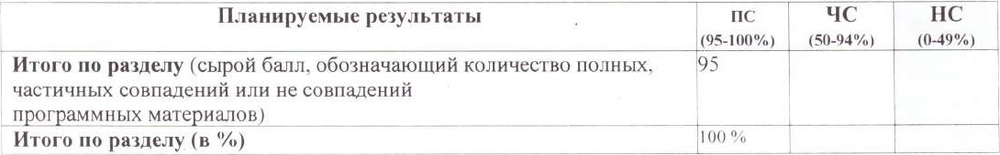 Планируемые результаты ПС ЧС НС
(95-100%) (50-94%) (0-49%)
Итого по разделу (сырой балл, обозначающий количество полных, 95
частичных совпадений или не совпадений
программных материалов)
Итого по разделу (в %) 100 %